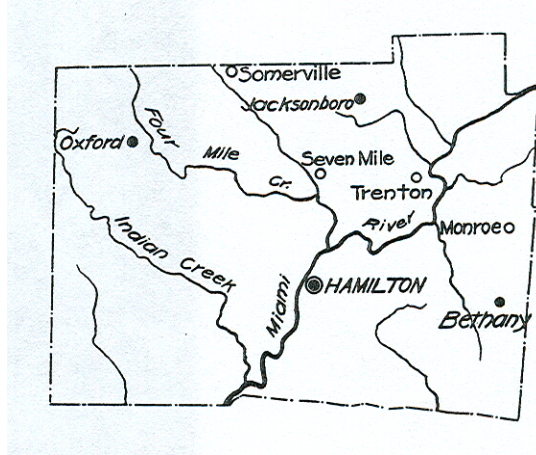 Somerville
Jacksonboro
Four Mile Cr.
Oxford
Seven Mile
Trenton
Miami River
Monroe
Indian Creek
HAMILTON
Bethany